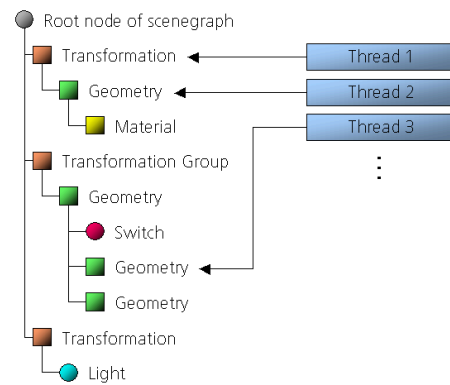 Root node of scenegraph
Transformation
Thread 1
Geometry
Thread 2
Material
Thread 3
Transformation Group
Geometry
Switch
Geometry
Geometry
Transformation
Light